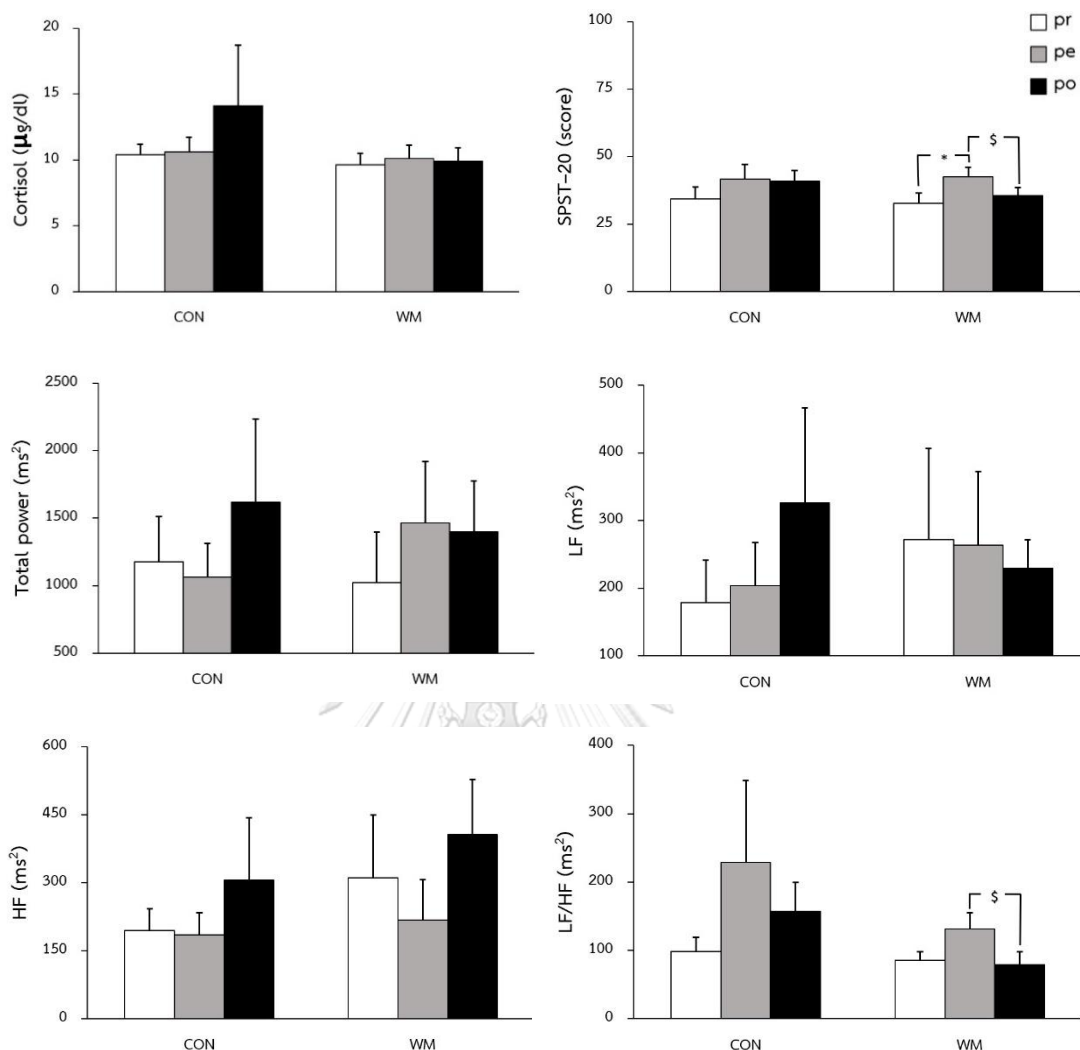 Cortisol (µg/dl)
20
15
10
5
0
CON
WM
SPST-20 (score)
100
75
50
25
0
* $
CON
WM
pr
pe
po
Total power (ms²)
2500
2000
1500
1000
500
CON
WM
LF (ms²)
500
400
300
200
100
CON
WM
HF (ms²)
600
450
300
150
0
CON
WM
LF/HF (ms²)
400
300
200
100
0
$
CON
WM